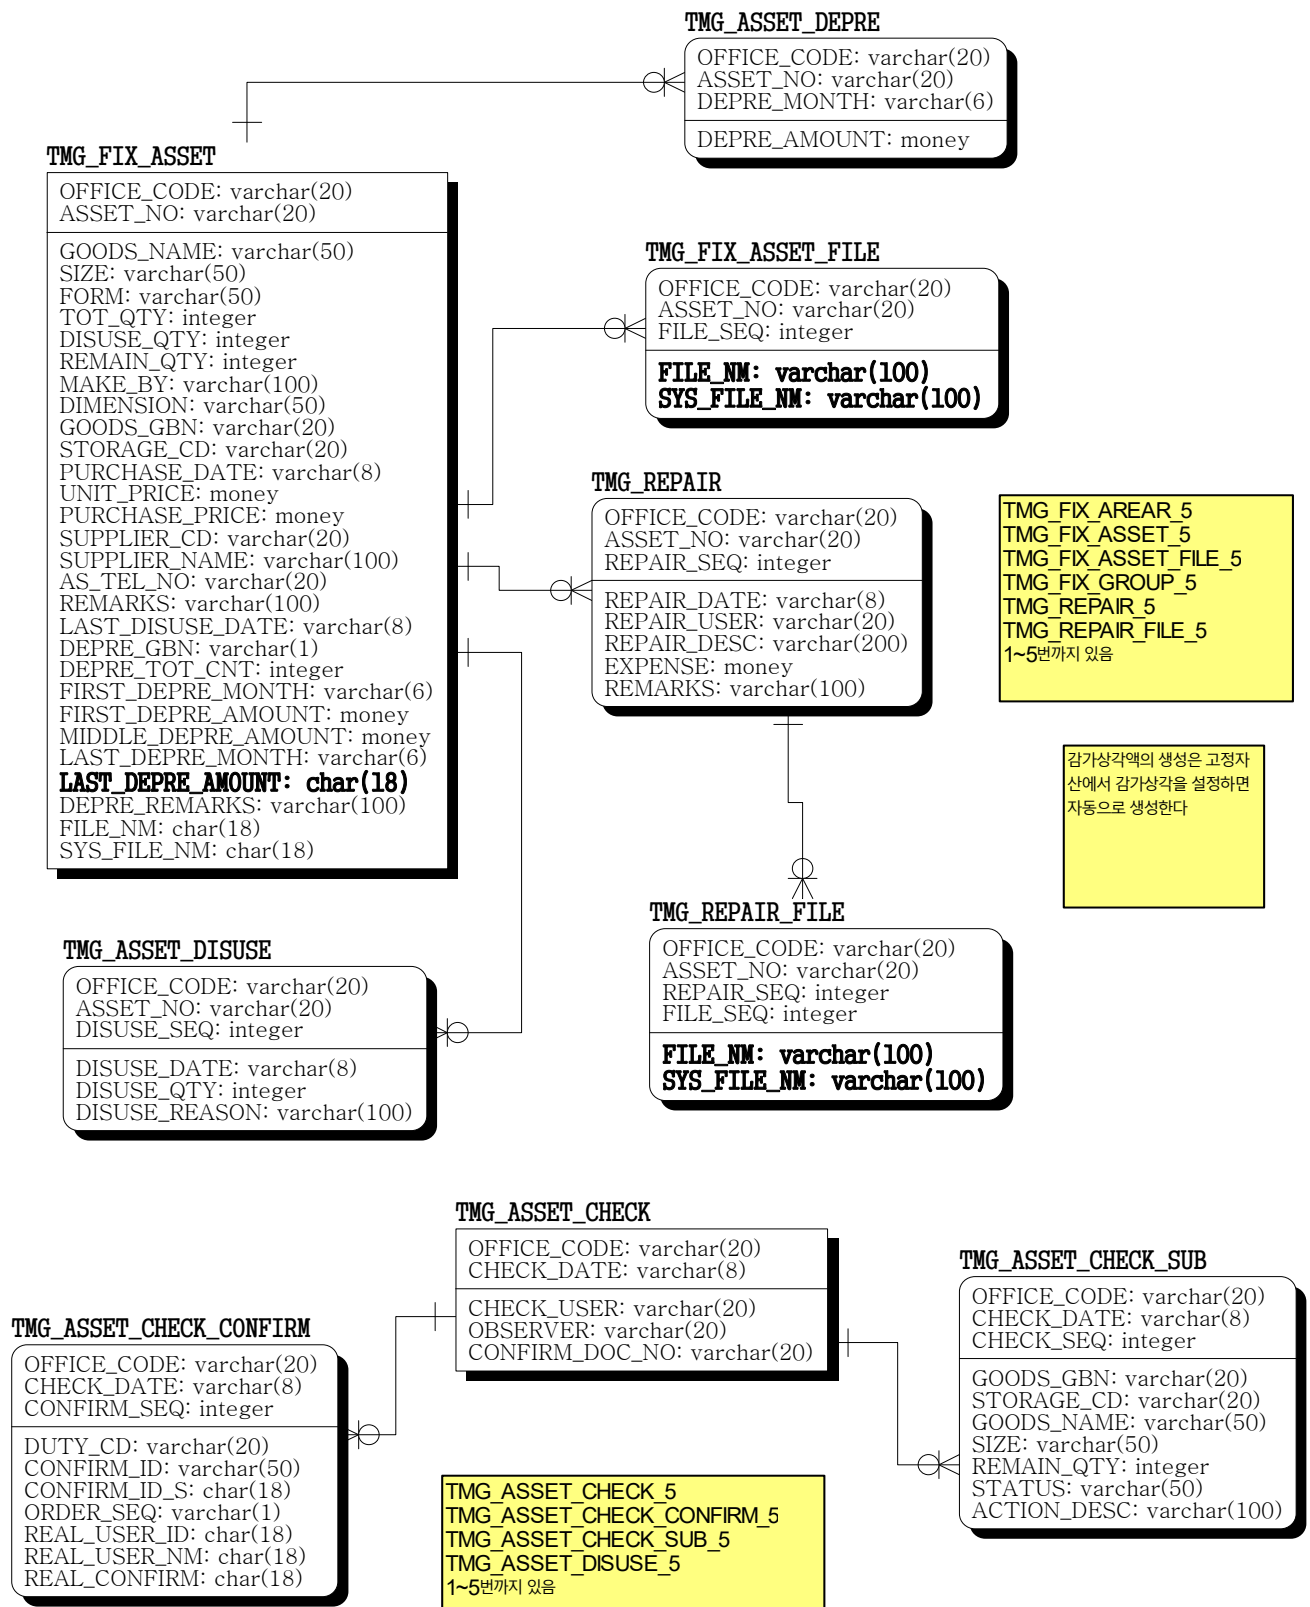 TMG_ASSET_DEPRE
OFFICE_CODE: varchar(20)
ASSET_NO: varchar(20)
DEPRE_MONTH: varchar(6)
DEPRE_AMOUNT: money
TMG_FIX_ASSET
OFFICE_CODE: varchar(20)
ASSET_NO: varchar(20)
GOODS_NAME: varchar(50)
SIZE: varchar(50)
FORM: varchar(50)
TOT_QTY: integer
DISUSE_QTY: integer
REMAIN_QTY: integer
MAKE_BY: varchar(100)
DIMENSION: varchar(50)
GOODS_GBN: varchar(20)
STORAGE_CD: varchar(20)
PURCHASE_DATE: varchar(8)
UNIT_PRICE: money
PURCHASE_PRICE: money
SUPPLIER_CD: varchar(20)
SUPPLIER_NAME: varchar(100)
AS_TEL_NO: varchar(20)
REMARKS: varchar(100)
LAST_DISUSE_DATE: varchar(8)
DEPRE_GBN: varchar(1)
DEPRE_TOT_CNT: integer
FIRST_DEPRE_MONTH: varchar(6)
FIRST_DEPRE_AMOUNT: money
MIDDLE_DEPRE_AMOUNT: money
LAST_DEPRE_MONTH: varchar(6)
LAST_DEPRE_AMOUNT: char(18)
DEPRE_REMARKS: varchar(100)
FILE_NM: char(18)
SYS_FILE_NM: char(18)
TMG_FIX_ASSET_FILE
OFFICE_CODE: varchar(20)
ASSET_NO: varchar(20)
FILE_SEQ: integer
FILE_NM: varchar(100)
SYS_FILE_NM: varchar(100)
TMG_REPAIR
OFFICE_CODE: varchar(20)
ASSET_NO: varchar(20)
REPAIR_SEQ: integer
REPAIR_DATE: varchar(8)
REPAIR_USER: varchar(20)
REPAIR_DESC: varchar(200)
EXPENSE: money
REMARKS: varchar(100)
TMG_FIX_AREAR_5
TMG_FIX_ASSET_5
TMG_FIX_ASSET_FILE_5
TMG_FIX_GROUP_5
TMG_REPAIR_5
TMG_REPAIR_FILE_5
1~5번까지 있음
감가상각액의 생성은 고정자
산에서 감가상각을 설정하면
자동으로 생성한다
TMG_REPAIR_FILE
OFFICE_CODE: varchar(20)
ASSET_NO: varchar(20)
REPAIR_SEQ: integer
FILE_SEQ: integer
FILE_NM: varchar(100)
SYS_FILE_NM: varchar(100)
TMG_ASSET_DISUSE
OFFICE_CODE: varchar(20)
ASSET_NO: varchar(20)
DISUSE_SEQ: integer
DISUSE_DATE: varchar(8)
DISUSE_QTY: integer
DISUSE_REASON: varchar(100)
TMG_ASSET_CHECK
OFFICE_CODE: varchar(20)
CHECK_DATE: varchar(8)
CHECK_USER: varchar(20)
OBSERVER: varchar(20)
CONFIRM_DOC_NO: varchar(20)
TMG_ASSET_CHECK_SUB
OFFICE_CODE: varchar(20)
CHECK_DATE: varchar(8)
CHECK_SEQ: integer
GOODS_GBN: varchar(20)
STORAGE_CD: varchar(20)
GOODS_NAME: varchar(50)
SIZE: varchar(50)
REMAIN_QTY: integer
STATUS: varchar(50)
ACTION_DESC: varchar(100)
TMG_ASSET_CHECK_CONFIRM
OFFICE_CODE: varchar(20)
CHECK_DATE: varchar(8)
CONFIRM_SEQ: integer
DUTY_CD: varchar(20)
CONFIRM_ID: varchar(50)
CONFIRM_ID_S: char(18)
ORDER_SEQ: varchar(1)
REAL_USER_ID: char(18)
REAL_USER_NM: char(18)
REAL_CONFIRM: char(18)
TMG_ASSET_CHECK_5
TMG_ASSET_CHECK_CONFIRM_5
TMG_ASSET_CHECK_SUB_5
TMG_ASSET_DISUSE_5
1~5번까지 있음